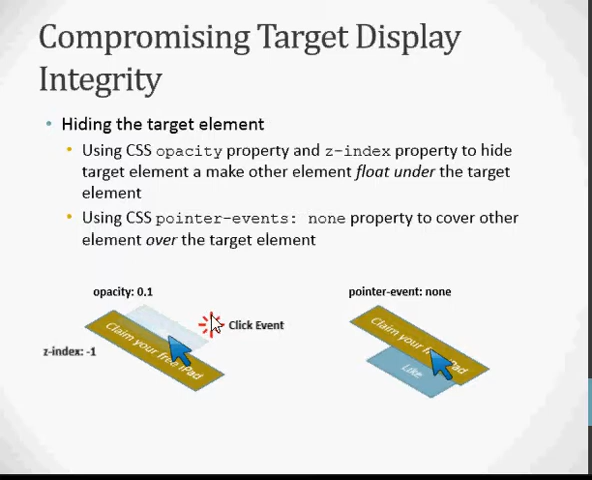 Compromising Target Display
Integrity
• Hiding the target element
• Using CSS opacity property and z-index property to hide
target element a make other element float under the target
element
• Using CSS pointer-events: none property to cover other
element over the target element
opacity: 0.1
pointer-event: none
Click Event
z-index: -1
Claim your free iPad
Claim your
Pad
Like